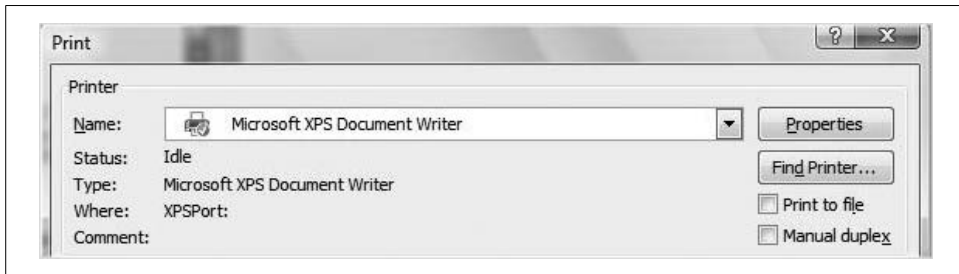 Print
Printer
Name: Microsoft XPS Document Writer Properties
Status: Idle
Find Printer...
Type: Microsoft XPS Document Writer
Where: XPSPort: Print to file
Comment: Manual duplex